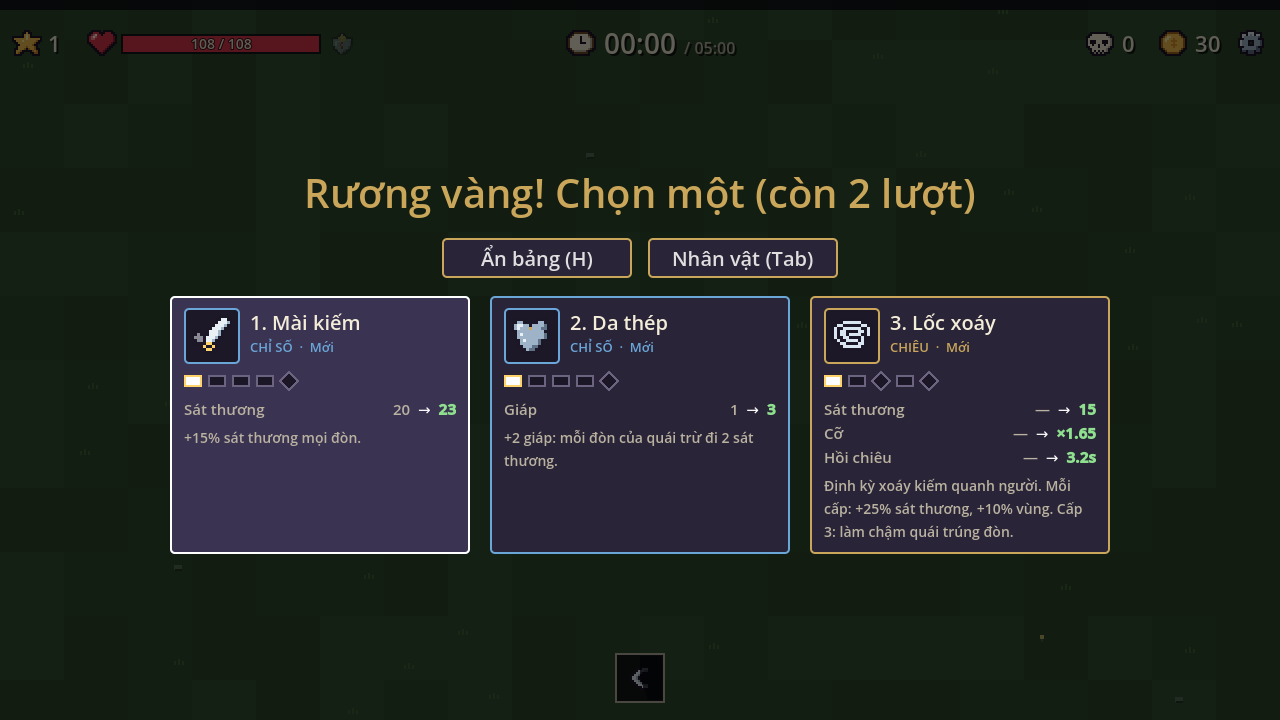 1
108 / 108
00:00 / 05:00
0
30
Rương vàng! Chọn một (còn 2 lượt)
Ẩn bảng (H)
Nhân vật (Tab)
1. Mài kiếm
CHỈ SỐ · Mới
Sát thương 20 → 23
+15% sát thương mọi đòn.
2. Da thép
CHỈ SỐ · Mới
Giáp 1 → 3
+2 giáp: mỗi đòn của quái trừ đi 2 sát
thương.
3. Lốc xoáy
CHIÊU · Mới
Sát thương — → 15
Cỡ — → ×1.65
Hồi chiêu — → 3.2s
Định kỳ xoáy kiếm quanh người. Mỗi
cấp: +25% sát thương, +10% vùng. Cấp
3: làm chậm quái trúng đòn.